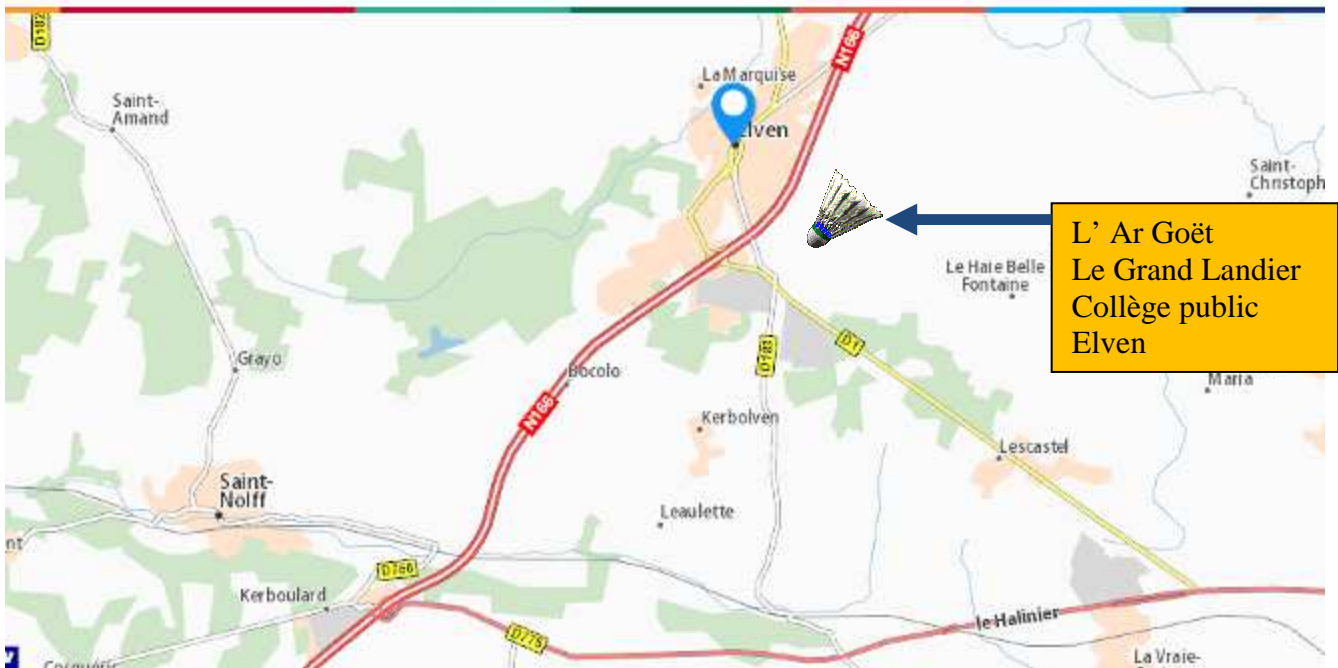 D182
N166
La Marquise
Saint-
Amand
Elven
Saint-
Christoph
L' Ar Goët
Le Grand Landier
Collège public
Elven
Le Haie Belle
Fontaine
Grayo
Bocolo
D183
D1
Marra
N166
Kerbolven
Lescastel
Saint-
Nolff
Leaulette
nt
D766
Kerboulard
le Halinier
D775
La Vraie-